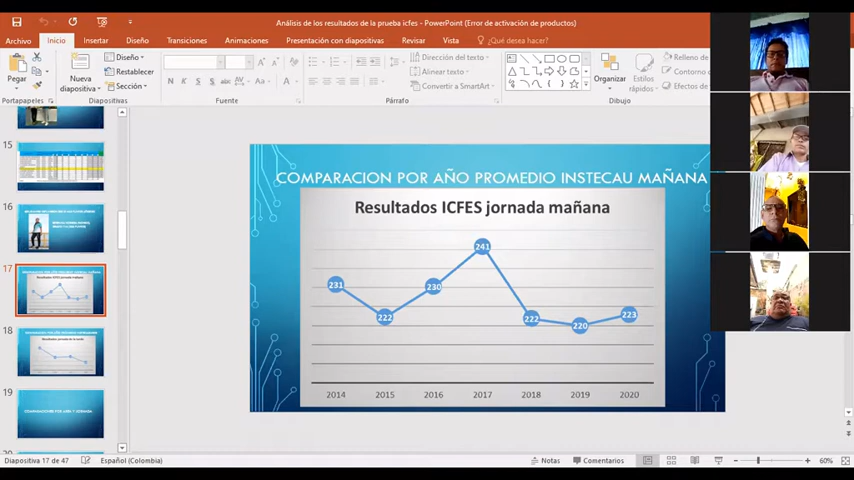 Análisis de los resultados de la prueba icfes - PowerPoint (Error de activación de productos)
Archivo Inicio Insertar Diseño Transiciones Animaciones Presentación con diapositivas Revisar Vista ¿Qué desea hacer?
Pegar
Nueva diapositiva
Diseño
Restablecer
Sección
N K S
Aa
A
Dirección del texto
Alinear texto
Convertir a SmartArt
Organizar
Estilos rápidos
Relleno de
Contorno
Efectos de
Portapapeles Diapositivas Fuente Párrafo Dibujo
15
16
17
18
19
COMPARACION POR AÑO PROMEDIO INSTECAU MAÑANA
Resultados ICFES jornada mañana
231 222 230 241 222 220 223
2014 2015 2016 2017 2018 2019 2020
Diapositiva 17 de 47 Español (Colombia) Notas Comentarios 60%